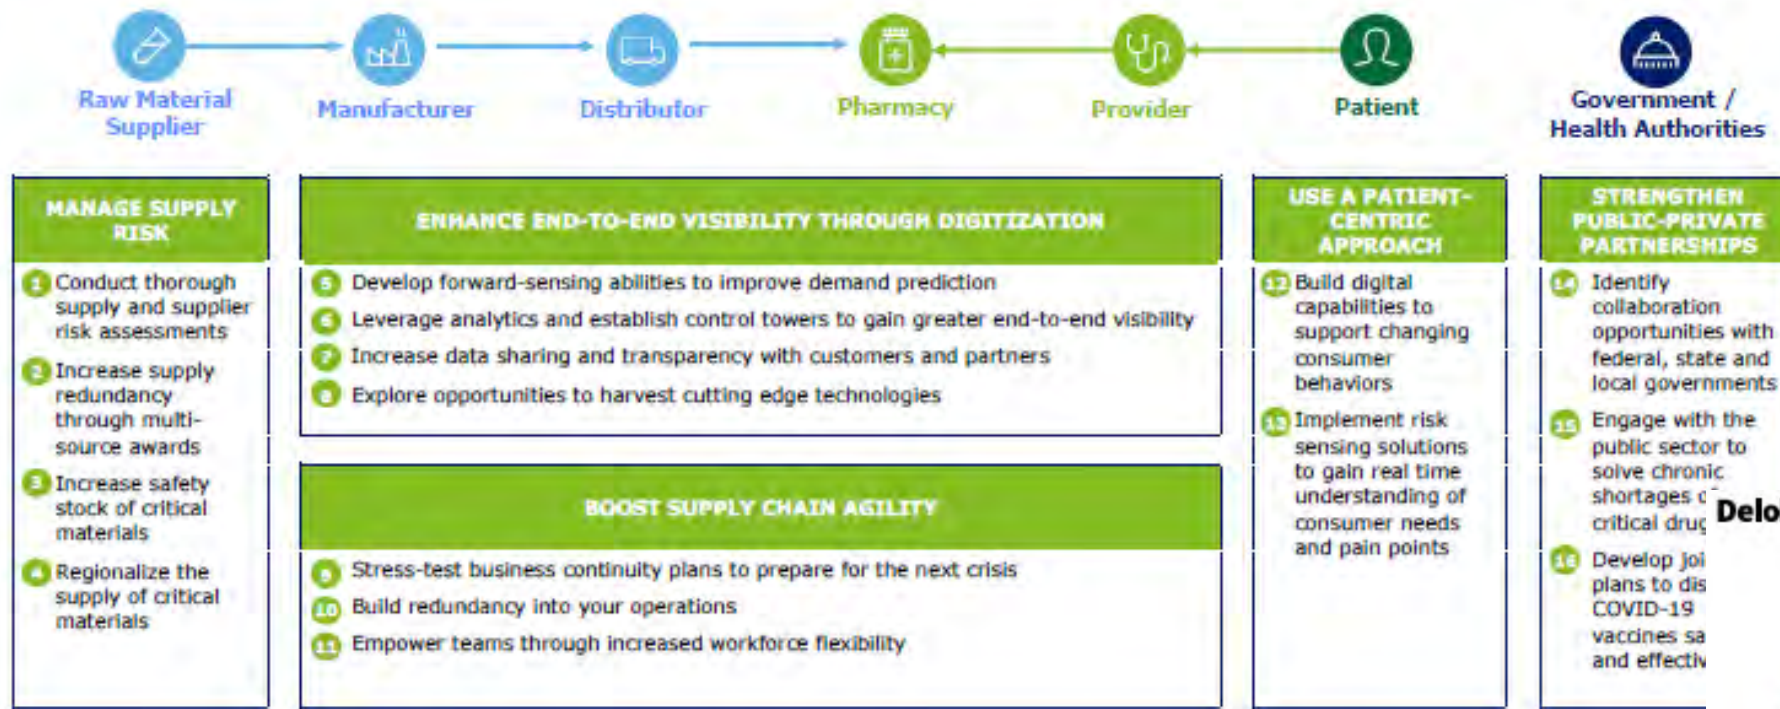 Raw Material
Supplier
Manufacturer
Distributor
Pharmacy
Provider
Patient
Government /
Health Authorities
MANAGE SUPPLY
RISK
1 Conduct thorough
supply and supplier
risk assessments
2 Increase supply
redundancy
through multi-
source awards
3 Increase safety
stock of critical
materials
4 Regionalize the
supply of critical
materials
ENHANCE END-TO-END VISIBILITY THROUGH DIGITIZATION
5 Develop forward-sensing abilities to improve demand prediction
6 Leverage analytics and establish control towers to gain greater end-to-end visibility
7 Increase data sharing and transparency with customers and partners
8 Explore opportunities to harvest cutting edge technologies
BOOST SUPPLY CHAIN AGILITY
9 Stress-test business continuity plans to prepare for the next crisis
10 Build redundancy into your operations
11 Empower teams through increased workforce flexibility
USE A PATIENT-
CENTRIC
APPROACH
12 Build digital
capabilities to
support changing
consumer
behaviors
13 Implement risk
sensing solutions
to gain real time
understanding of
consumer needs
and pain points
STRENGTHEN
PUBLIC-PRIVATE
PARTNERSHIPS
14 Identify
collaboration
opportunities with
federal, state and
local governments
15 Engage with the
public sector to
solve chronic
shortages
critical drug
16 Develop joi
plans to dis
COVID-19
vaccines sa
and effectiv
Delo